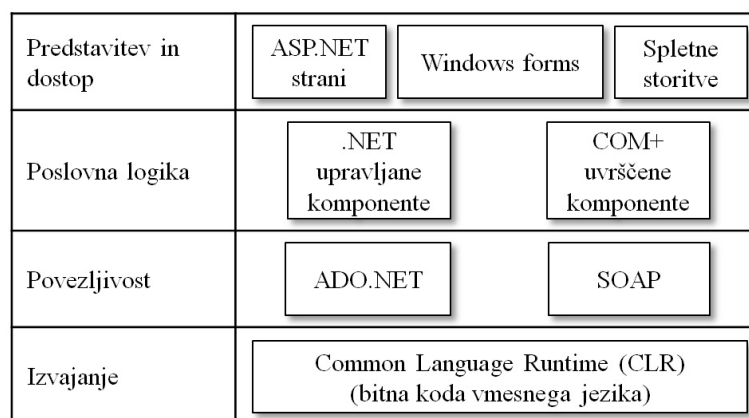 Predstavitev in
dostop
ASP.NET
strani
Windows forms
Spletne
storitve
Poslovna logika
.NET
upravljane
komponente
COM+
uvrščene
komponente
Povezljivost
ADO.NET
SOAP
Izvajanje
Common Language Runtime (CLR)
(bitna koda vmesnega jezika)